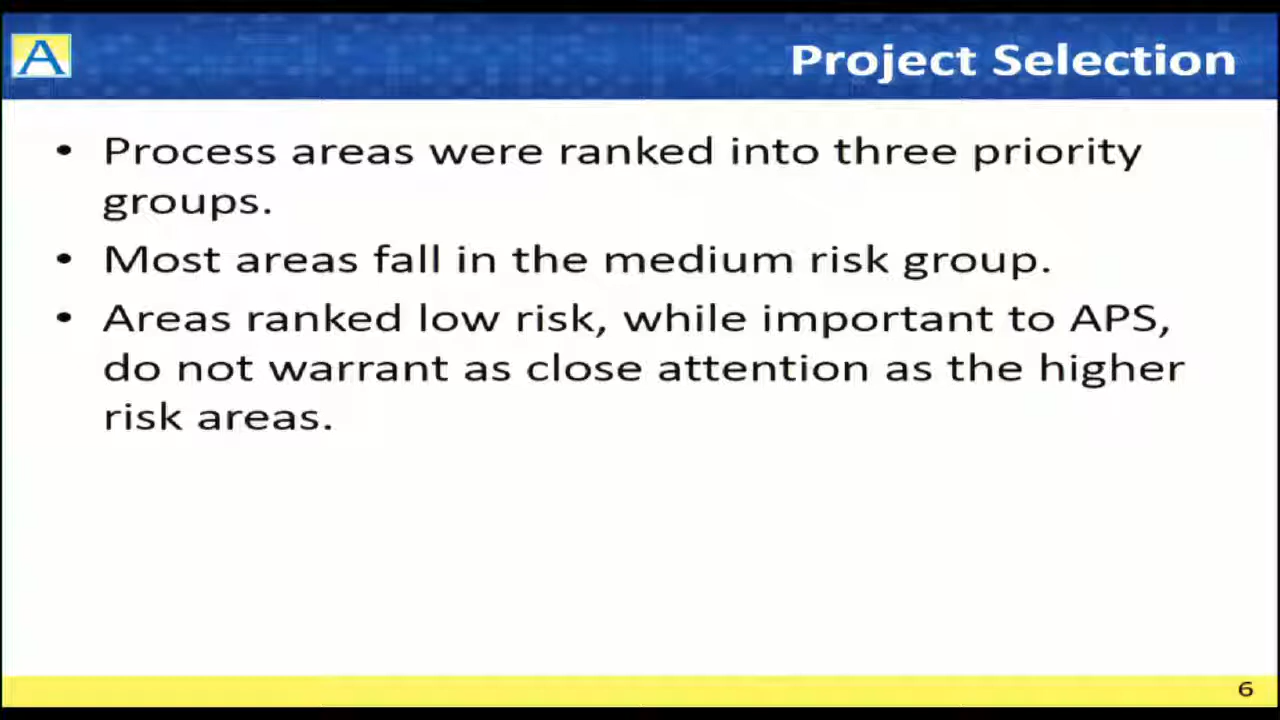 A
Project Selection
• Process areas were ranked into three priority
groups.
• Most areas fall in the medium risk group.
• Areas ranked low risk, while important to APS,
do not warrant as close attention as the higher
risk areas.
6